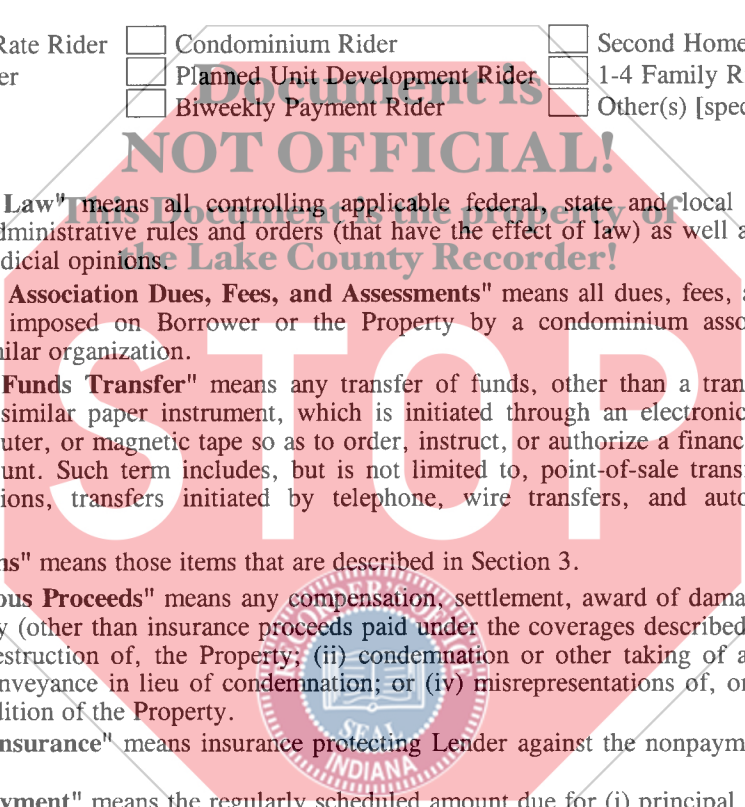 Rate Rider Condominium Rider Second Home
er Planned Unit Development Rider 1-4 Family R
Biweekly Payment Rider Other(s) [spec
Document is
NOT OFFICIAL!
This Document is the property of
the Lake County Recorder!
Law" means all controlling applicable federal, state and local
dministrative rules and orders (that have the effect of law) as well a
dicial opinions.
Association Dues, Fees, and Assessments" means all dues, fees, a
imposed on Borrower or the Property by a condominium asso
milar organization.
Funds Transfer" means any transfer of funds, other than a tran
similar paper instrument, which is initiated through an electronic
uter, or magnetic tape so as to order, instruct, or authorize a financ
unt. Such term includes, but is not limited to, point-of-sale transf
ions, transfers initiated by telephone, wire transfers, and auto
STOP
ms" means those items that are described in Section 3.
ous Proceeds" means any compensation, settlement, award of dama
y (other than insurance proceeds paid under the coverages described
estruction of, the Property; (ii) condemnation or other taking of a
nveyance in lieu of condemnation; or (iv) misrepresentations of, or
dition of the Property.
nsurance" means insurance protecting Lender against the nonpaym
yment" means the regularly scheduled amount due for (i) principal
SEAL
INDIANA